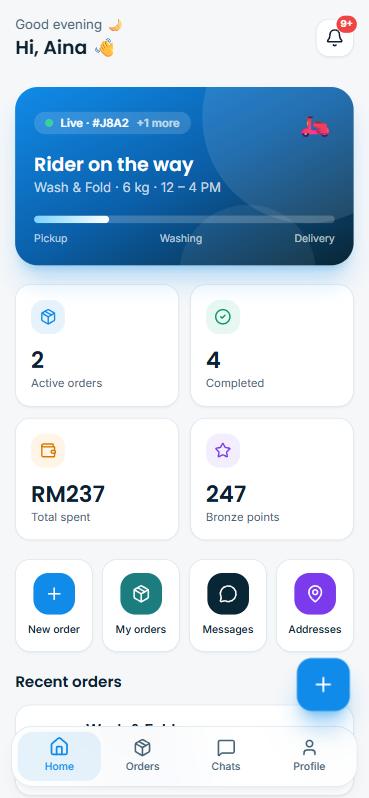 Good evening 🌙
Hi, Aina 👋
9+
Live · #J8A2 +1 more
Rider on the way
Wash & Fold · 6 kg · 12 – 4 PM
Pickup Washing Delivery
2
Active orders
4
Completed
RM237
Total spent
247
Bronze points
New order My orders Messages Addresses
Recent orders
Home Orders Chats Profile